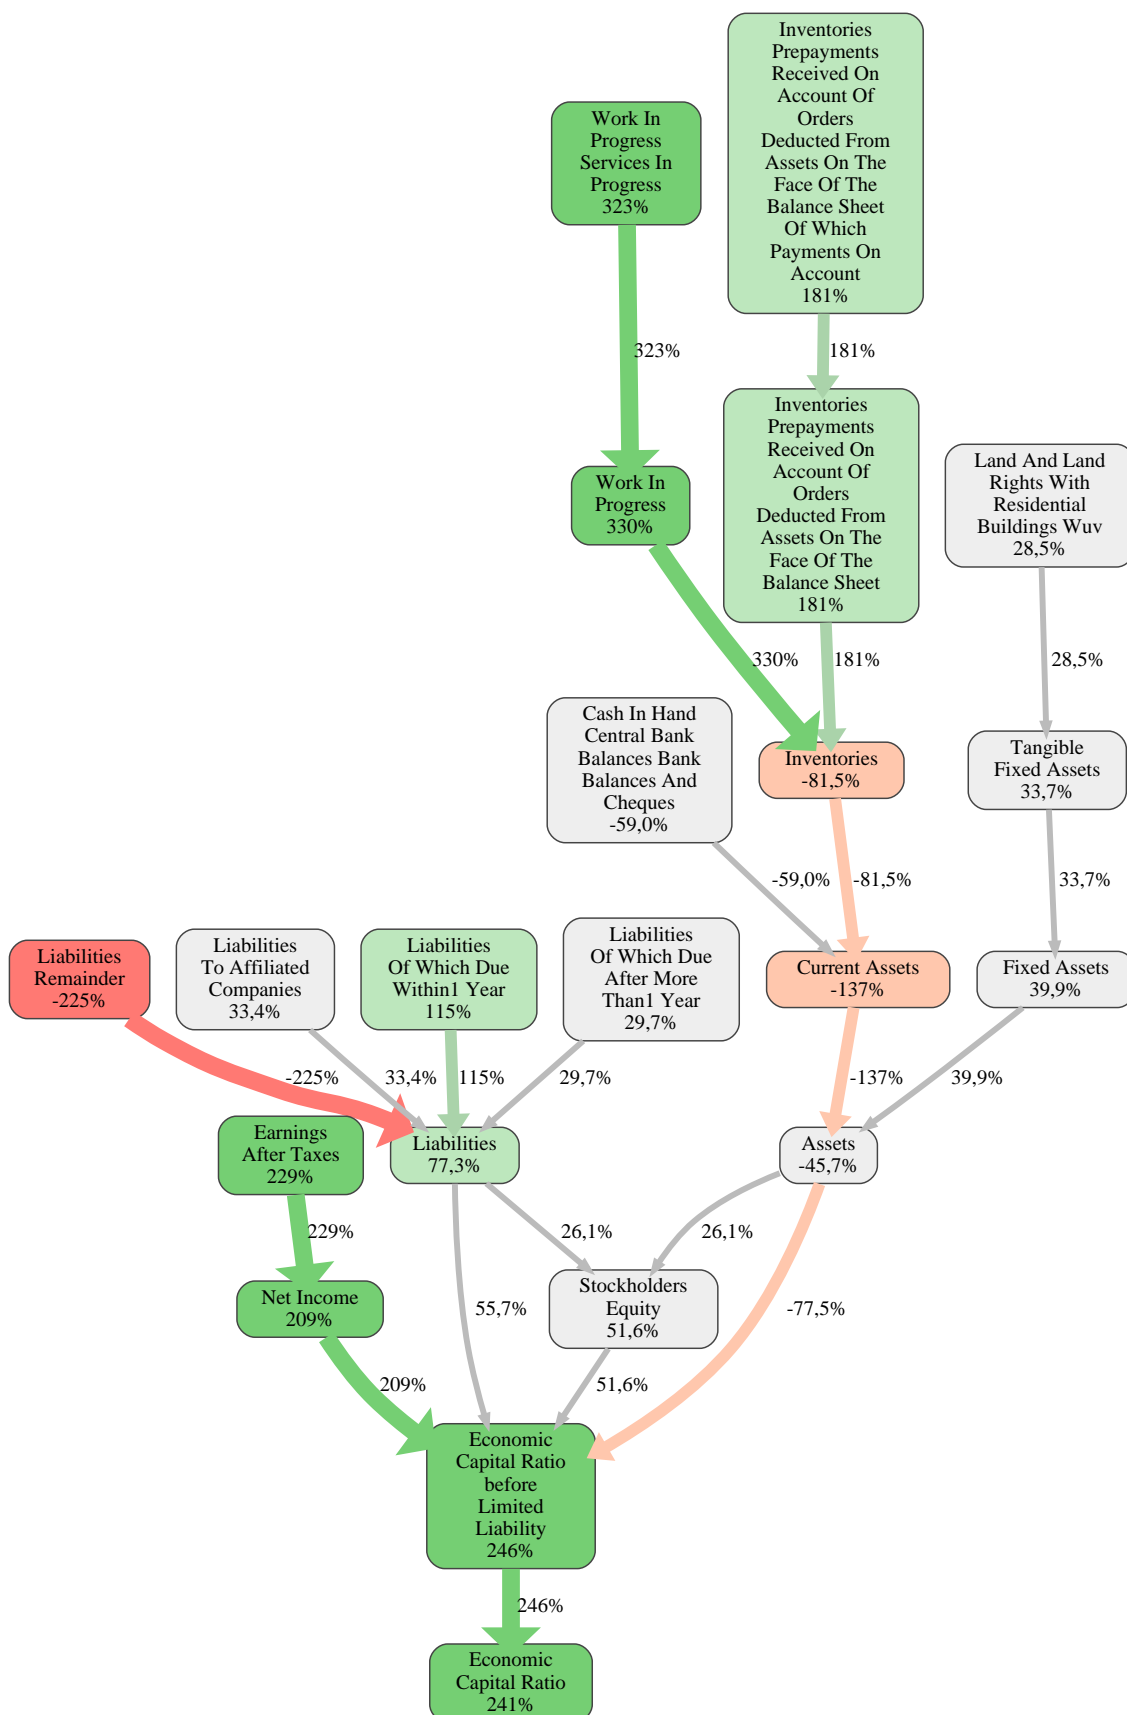 Inventories
Prepayments
Received On
Account Of
Orders
Deducted From
Assets On The
Face Of The
Balance Sheet
Of Which
Payments On
Account
181%
Work In
Progress
Services In
Progress
323%
323%
181%
Inventories
Prepayments
Received On
Account Of
Orders
Deducted From
Assets On The
Face Of The
Balance Sheet
181%
Work In
Progress
330%
Land And Land
Rights With
Residential
Buildings Wuv
28,5%
330%
181%
28,5%
Cash In Hand
Central Bank
Balances Bank
Balances And
Cheques
-59,0%
Inventories
-81,5%
Tangible
Fixed Assets
33,7%
-59,0%
-81,5%
33,7%
Liabilities
Remainder
-225%
Liabilities
To Affiliated
Companies
33,4%
Liabilities
Of Which Due
Within1 Year
115%
Liabilities
Of Which Due
After More
Than1 Year
29,7%
Current Assets
-137%
Fixed Assets
39,9%
-225%
33,4%
115%
29,7%
-137%
39,9%
Earnings
After Taxes
229%
Liabilities
77,3%
Assets
-45,7%
229%
26,1%
26,1%
Net Income
209%
55,7%
Stockholders
Equity
51,6%
-77,5%
209%
51,6%
Economic
Capital Ratio
before
Limited
Liability
246%
246%
Economic
Capital Ratio
241%